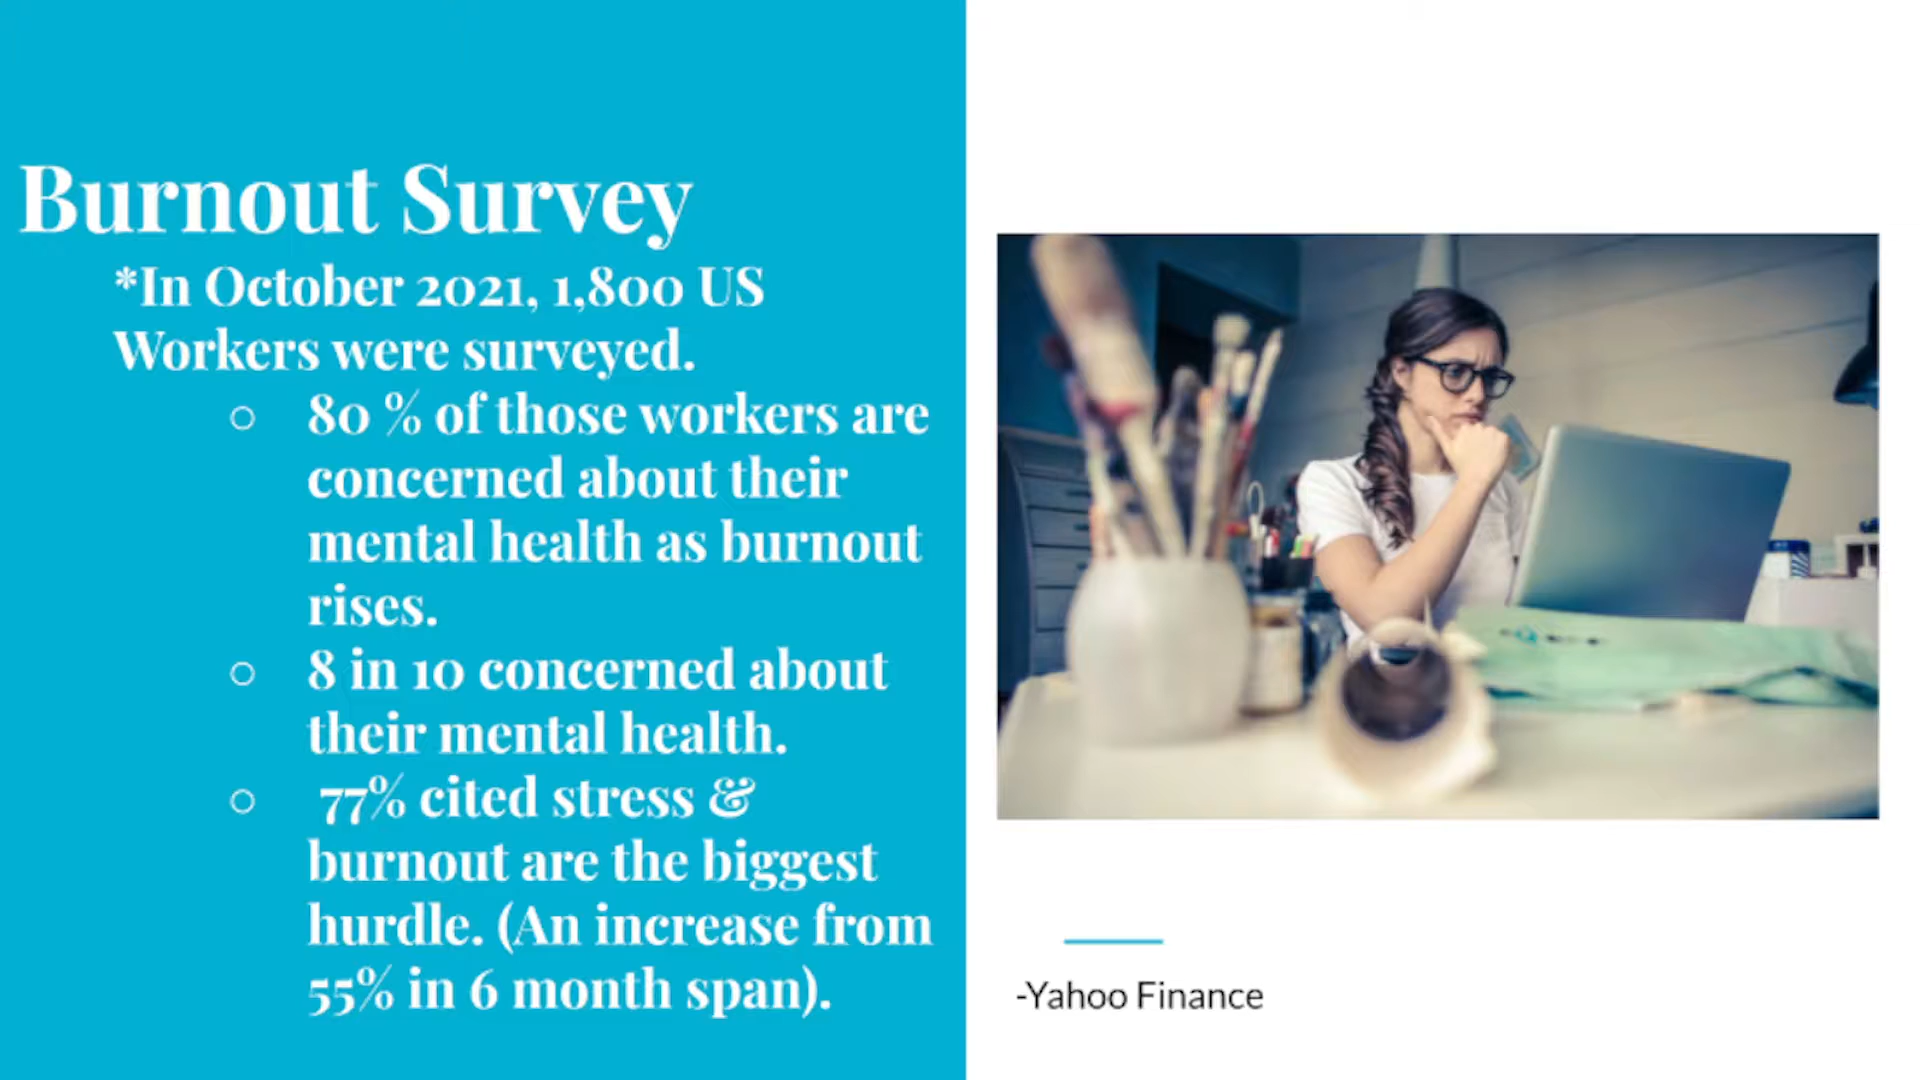 Burnout Survey
*In October 2021, 1,800 US
Workers were surveyed.
○ 80 % of those workers are
concerned about their
mental health as burnout
rises.
○ 8 in 10 concerned about
their mental health.
○ 77% cited stress &
burnout are the biggest
hurdle. (An increase from
55% in 6 month span).
-Yahoo Finance